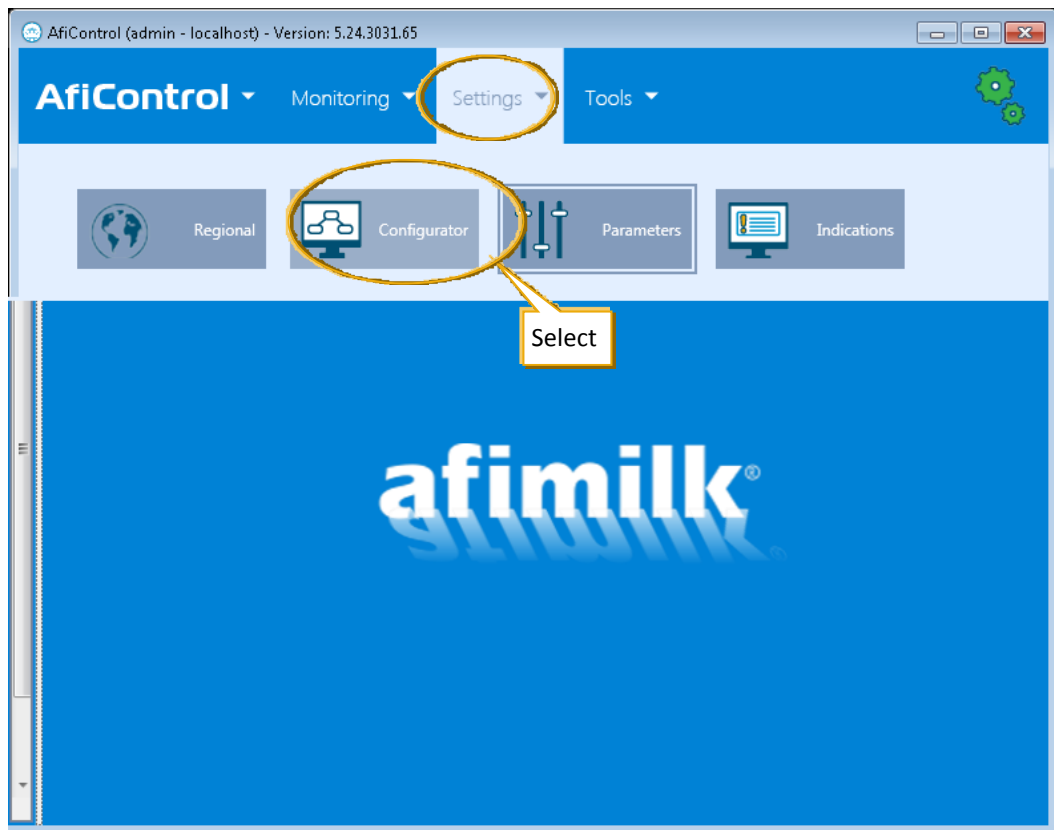 AfiControl (admin - localhost) - Version: 5.24.3031.65
AfiControl Monitoring Settings Tools
Regional Configurator Parameters Indications
Select
afimilk®